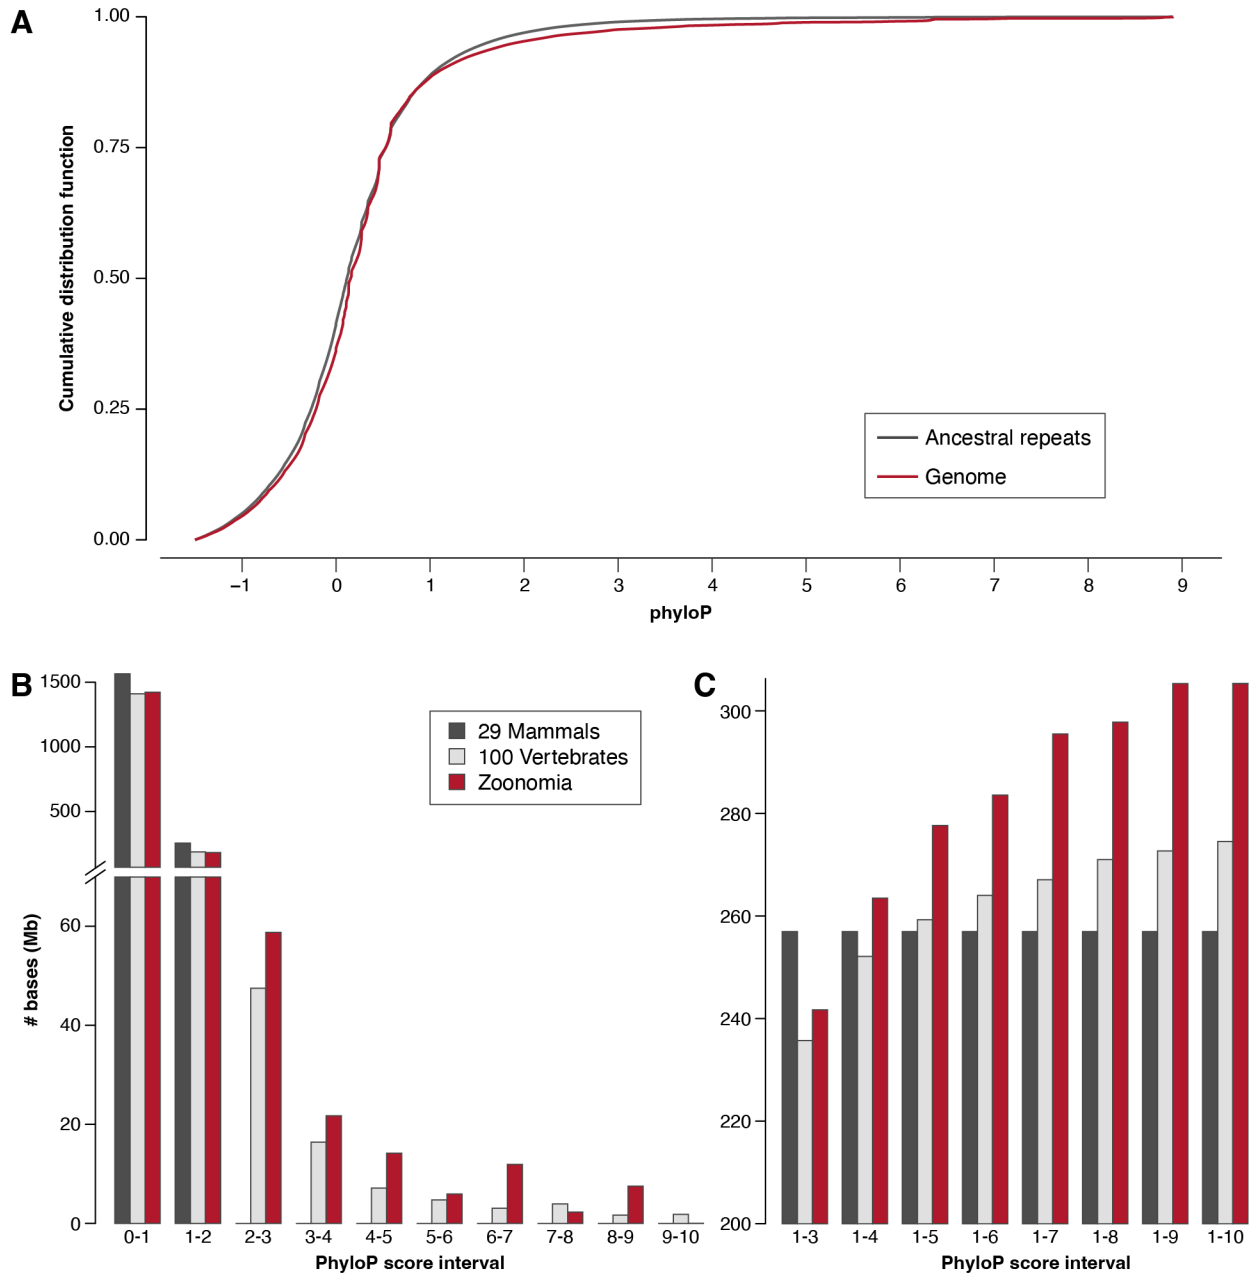 A
Cumulative distribution function
1.00
0.75
0.50
0.25
0.00
Ancestral repeats
Genome
−1 0 1 2 3 4 5 6 7 8 9
phyloP
B
# bases (Mb)
1500
1000
500
60
40
20
0
29 Mammals
100 Vertebrates
Zoonomia
0-1 1-2 2-3 3-4 4-5 5-6 6-7 7-8 8-9 9-10
PhyloP score interval
C
300
280
260
240
220
200
1-3 1-4 1-5 1-6 1-7 1-8 1-9 1-10
PhyloP score interval